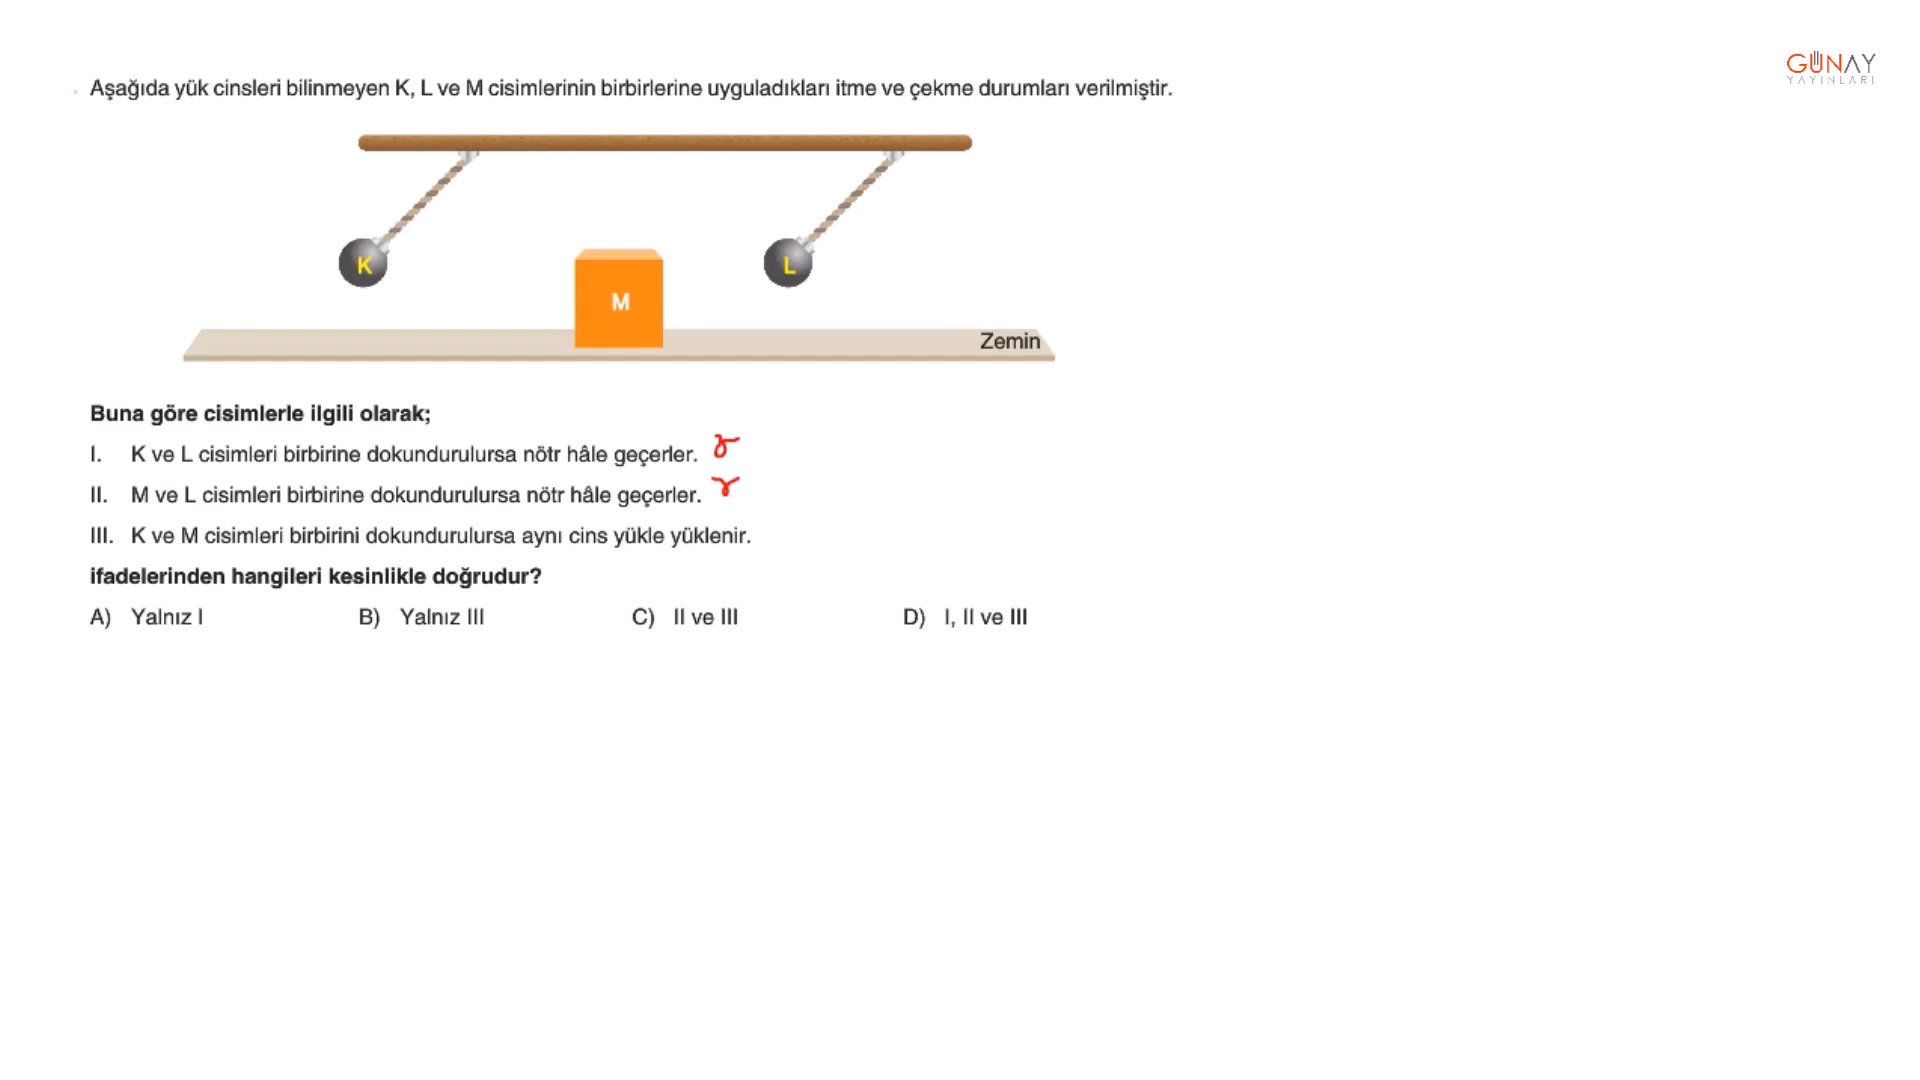 GÜNAY
YAYINLARI
Aşağıda yük cinsleri bilinmeyen K, L ve M cisimlerinin birbirlerine uyguladıkları itme ve çekme durumları verilmiştir.
K
L
M
Zemin
Buna göre cisimlerle ilgili olarak;
I. K ve L cisimleri birbirine dokundurulursa nötr hâle geçerler.
II. M ve L cisimleri birbirine dokundurulursa nötr hâle geçerler.
III. K ve M cisimleri birbirini dokundurulursa aynı cins yükle yüklenir.
ifadelerinden hangileri kesinlikle doğrudur?
A) Yalnız I B) Yalnız III C) II ve III D) I, II ve III